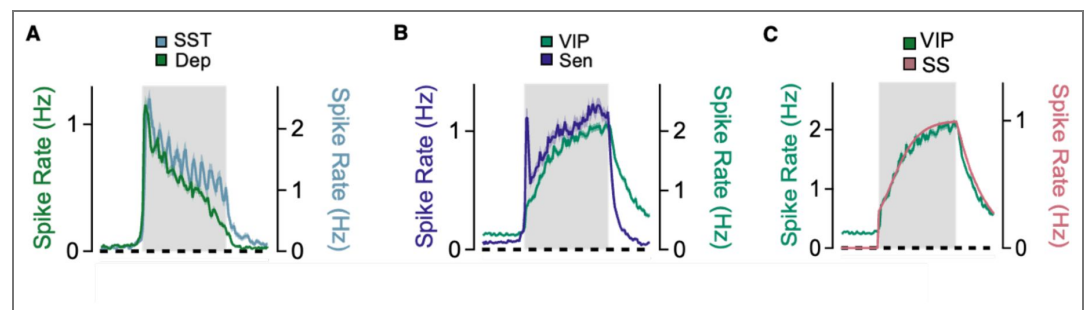 A
SST
Dep
Spike Rate (Hz)
1
0
2
1
0
Spike Rate (Hz)
B
VIP
Sen
Spike Rate (Hz)
1
0
2
1
0
Spike Rate (Hz)
C
VIP
SS
Spike Rate (Hz)
2
1
0
1
0
Spike Rate (Hz)